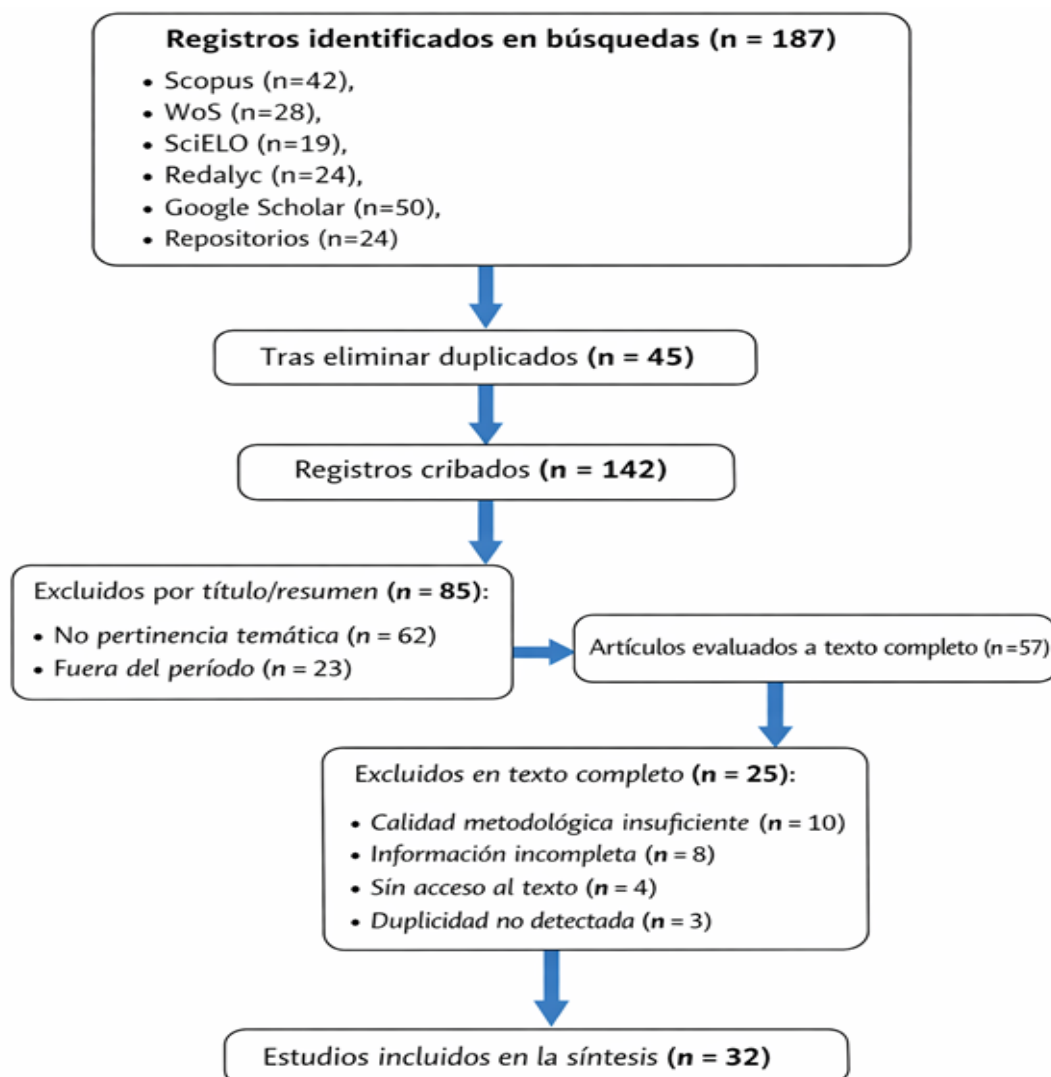 Registros identificados en búsquedas (n = 187)
• Scopus (n=42),
• WoS (n=28),
• SciELO (n=19),
• Redalyc (n=24),
• Google Scholar (n=50),
• Repositorios (n=24)
Tras eliminar duplicados (n = 45)
Registros cribados (n = 142)
Excluidos por título/resumen (n = 85):
• No pertinencia temática (n = 62)
• Fuera del período (n = 23)
Artículos evaluados a texto completo (n=57)
Excluidos en texto completo (n = 25):
• Calidad metodológica insuficiente (n = 10)
• Información incompleta (n = 8)
• Sín acceso al texto (n = 4)
• Duplicidad no detectada (n = 3)
Estudios incluidos en la síntesis (n = 32)